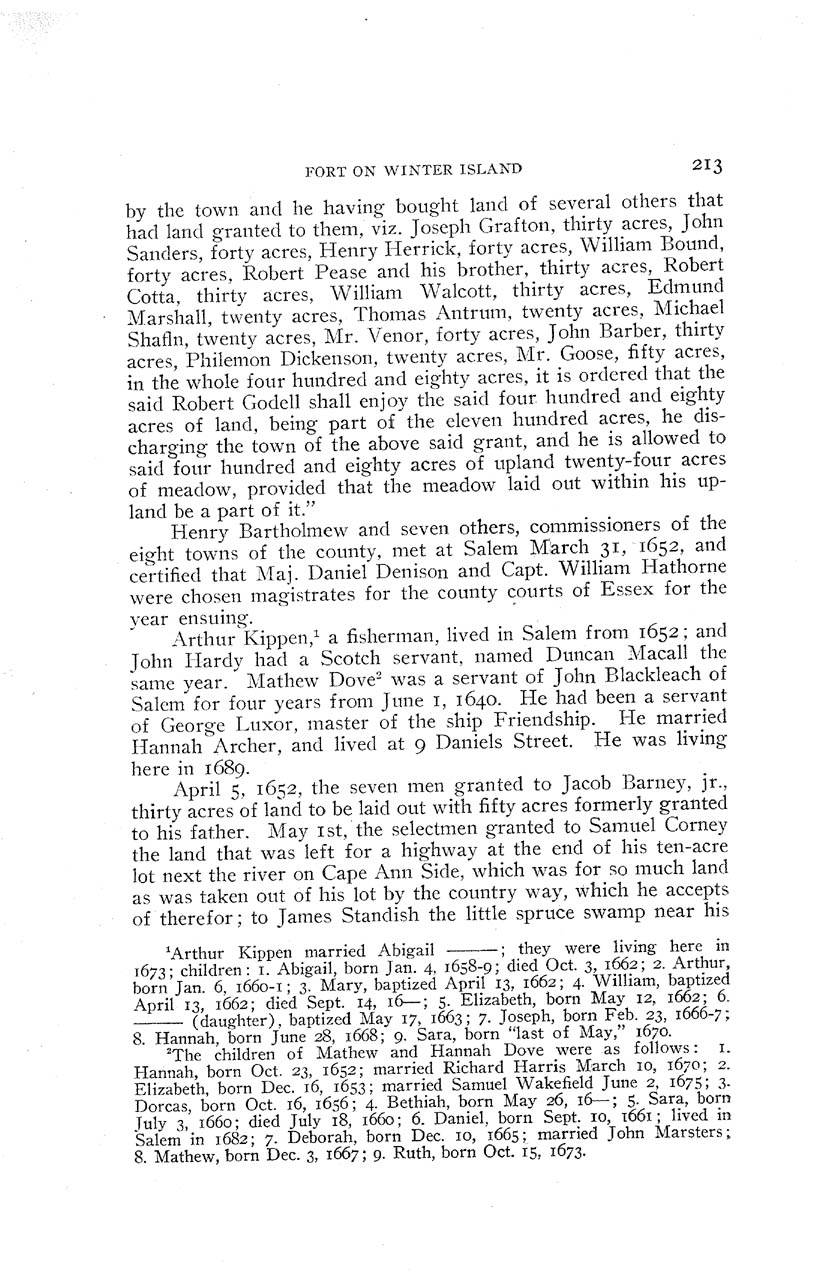 FORT ON WINTER ISLAND 213
by the town and he having bought land of several others that
had land granted to them, viz. Joseph Grafton, thirty acres, John
Sanders, forty acres, Henry Herrick, forty acres, William Bound,
forty acres, Robert Pease and his brother, thirty acres, Robert
Cotta, thirty acres, William Walcott, thirty acres, Edmund
Marshall, twenty acres, Thomas Antrum, twenty acres, Michael
Shafln, twenty acres, Mr. Venor, forty acres, John Barber, thirty
acres, Philemon Dickenson, twenty acres, Mr. Goose, fifty acres,
in the whole four hundred and eighty acres, it is ordered that the
said Robert Godell shall enjoy the said four hundred and eighty
acres of land, being part of the eleven hundred acres, he dis-
charging the town of the above said grant, and he is allowed to
said four hundred and eighty acres of upland twenty-four acres
of meadow, provided that the meadow laid out within his up-
land be a part of it.”
Henry Bartholmew and seven others, commissioners of the
eight towns of the county, met at Salem March 31, 1652, and
certified that Maj. Daniel Denison and Capt. William Hathorne
were chosen magistrates for the county courts of Essex for the
year ensuing.
Arthur Kippen,¹ a fisherman, lived in Salem from 1652; and
John Hardy had a Scotch servant, named Duncan Macall the
same year. Mathew Dove² was a servant of John Blackleach of
Salem for four years from June 1, 1640. He had been a servant
of George Luxor, master of the ship Friendship. He married
Hannah Archer, and lived at 9 Daniels Street. He was living
here in 1689.
April 5, 1652, the seven men granted to Jacob Barney, jr.,
thirty acres of land to be laid out with fifty acres formerly granted
to his father. May 1st, the selectmen granted to Samuel Corney
the land that was left for a highway at the end of his ten-acre
lot next the river on Cape Ann Side, which was for so much land
as was taken out of his lot by the country way, which he accepts
of therefor; to James Standish the little spruce swamp near his
¹Arthur Kippen married Abigail ———; they were living here in
1673; children: 1. Abigail, born Jan. 4, 1658-9; died Oct. 3, 1662; 2. Arthur,
born Jan. 6, 1660-1; 3. Mary, baptized April 13, 1662; 4. William, baptized
April 13, 1662; died Sept. 14, 16—; 5. Elizabeth, born May 12, 1662; 6.
——— (daughter), baptized May 17, 1663; 7. Joseph, born Feb. 23, 1666-7;
8. Hannah, born June 28, 1668; 9. Sara, born “last of May,” 1670.
²The children of Mathew and Hannah Dove were as follows: 1.
Hannah, born Oct. 23, 1652; married Richard Harris March 10, 1670; 2.
Elizabeth, born Dec. 16, 1653; married Samuel Wakefield June 2, 1675; 3.
Dorcas, born Oct. 16, 1656; 4. Bethiah, born May 26, 16—; 5. Sara, born
July 3, 1660; died July 18, 1660; 6. Daniel, born Sept. 10, 1661; lived in
Salem in 1682; 7. Deborah, born Dec. 10, 1665; married John Marsters;
8. Mathew, born Dec. 3, 1667; 9. Ruth, born Oct. 15, 1673.